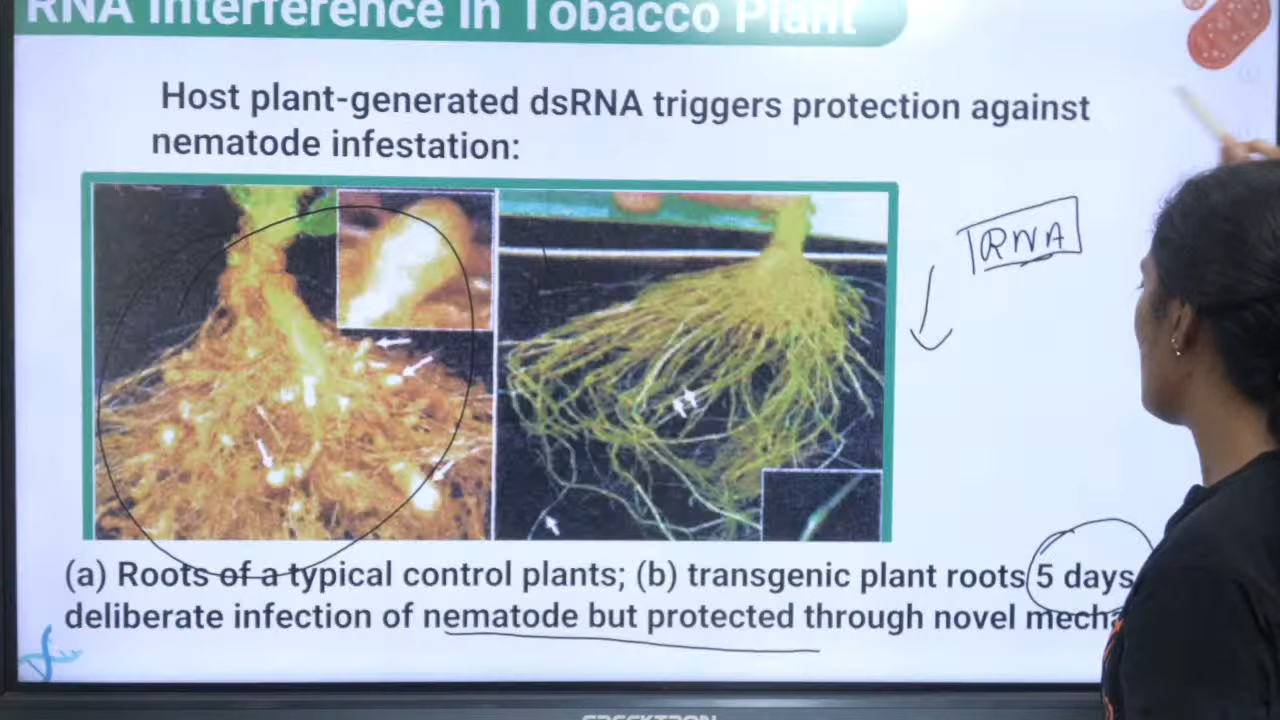 RNA Interference in Tobacco Plant
Host plant-generated dsRNA triggers protection against
nematode infestation:
RNA
(a) Roots of a typical control plants; (b) transgenic plant roots 5 days
deliberate infection of nematode but protected through novel